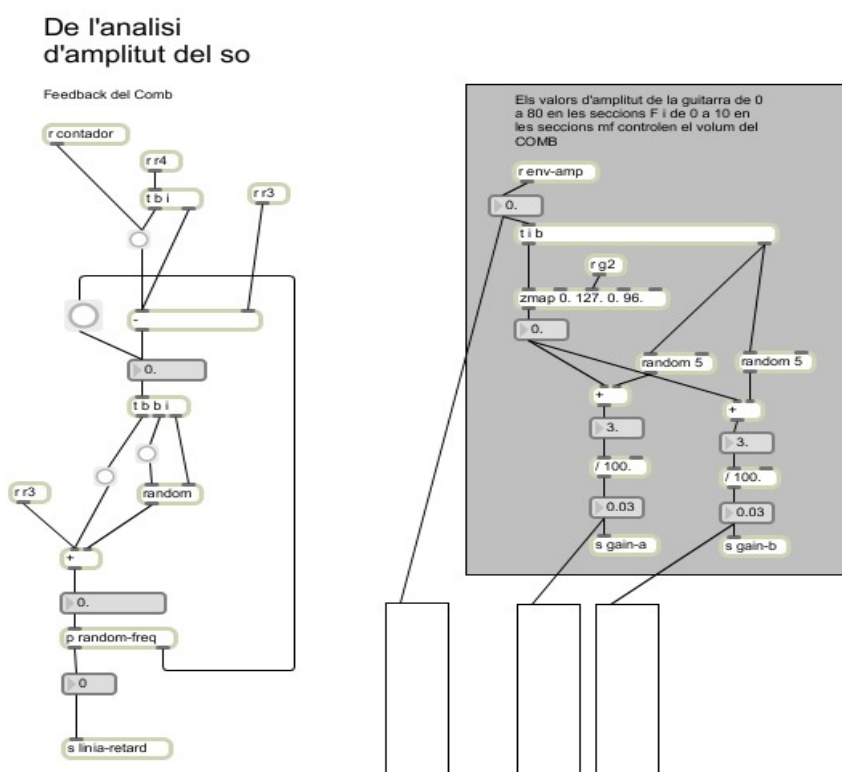 De l'analisi
d'amplitut del so
Feedback del Comb
r contador
r r4
t b i
r r3
-
0.
t b b i
r r3
random
+
0.
p random-freq
0
s linia-retard
Els valors d'amplitut de la guitarra de 0
a 80 en les seccions F i de 0 a 10 en
les seccions mf controlen el volum del
COMB
r env-amp
0.
t i b
r g2
zmap 0. 127. 0. 96.
0.
random 5
random 5
+
+
3.
3.
/ 100.
/ 100.
0.03
0.03
s gain-a
s gain-b